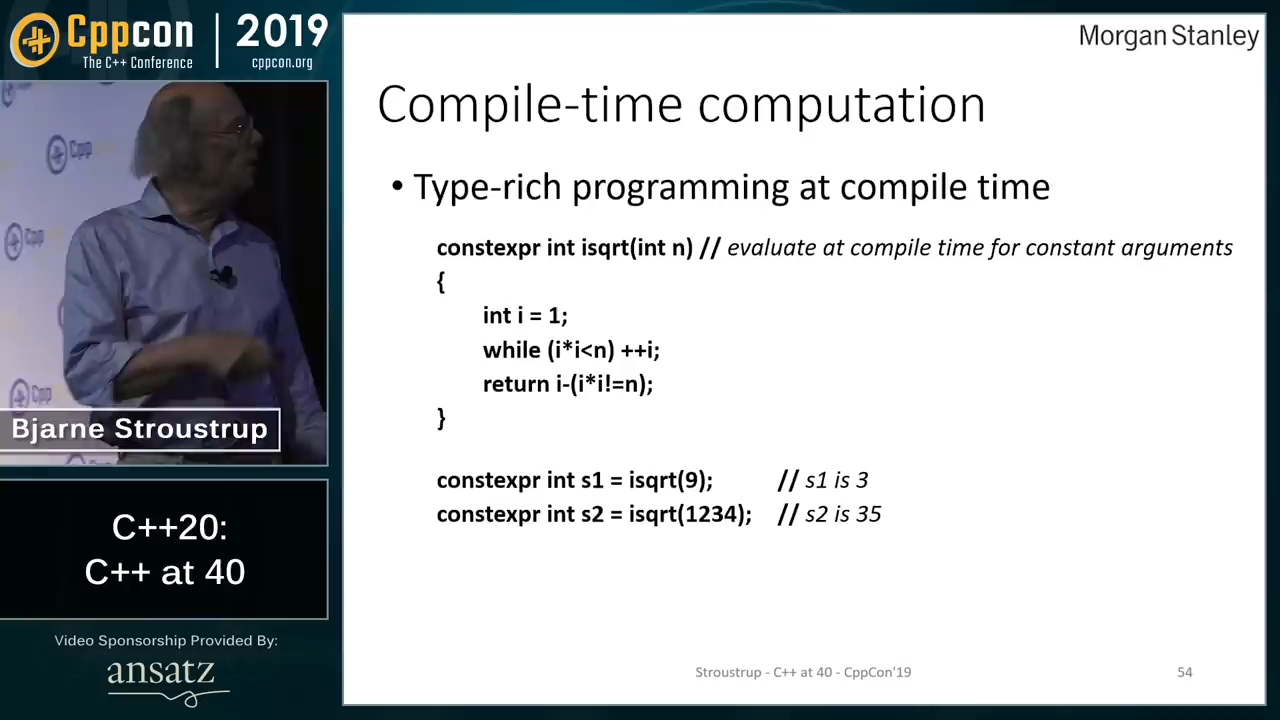 Cppcon | 2019
The C++ Conference cppcon.org
Morgan Stanley
Compile-time computation
• Type-rich programming at compile time
constexpr int isqrt(int n) // evaluate at compile time for constant arguments
{
int i = 1;
while (i*i<n) ++i;
return i-(i*i!=n);
}
constexpr int s1 = isqrt(9); // s1 is 3
constexpr int s2 = isqrt(1234); // s2 is 35
Stroustrup - C++ at 40 - CppCon'19 54
Cpp
Cpp
Cpp
Bjarne Stroustrup
C++20:
C++ at 40
Video Sponsorship Provided By:
ansatz